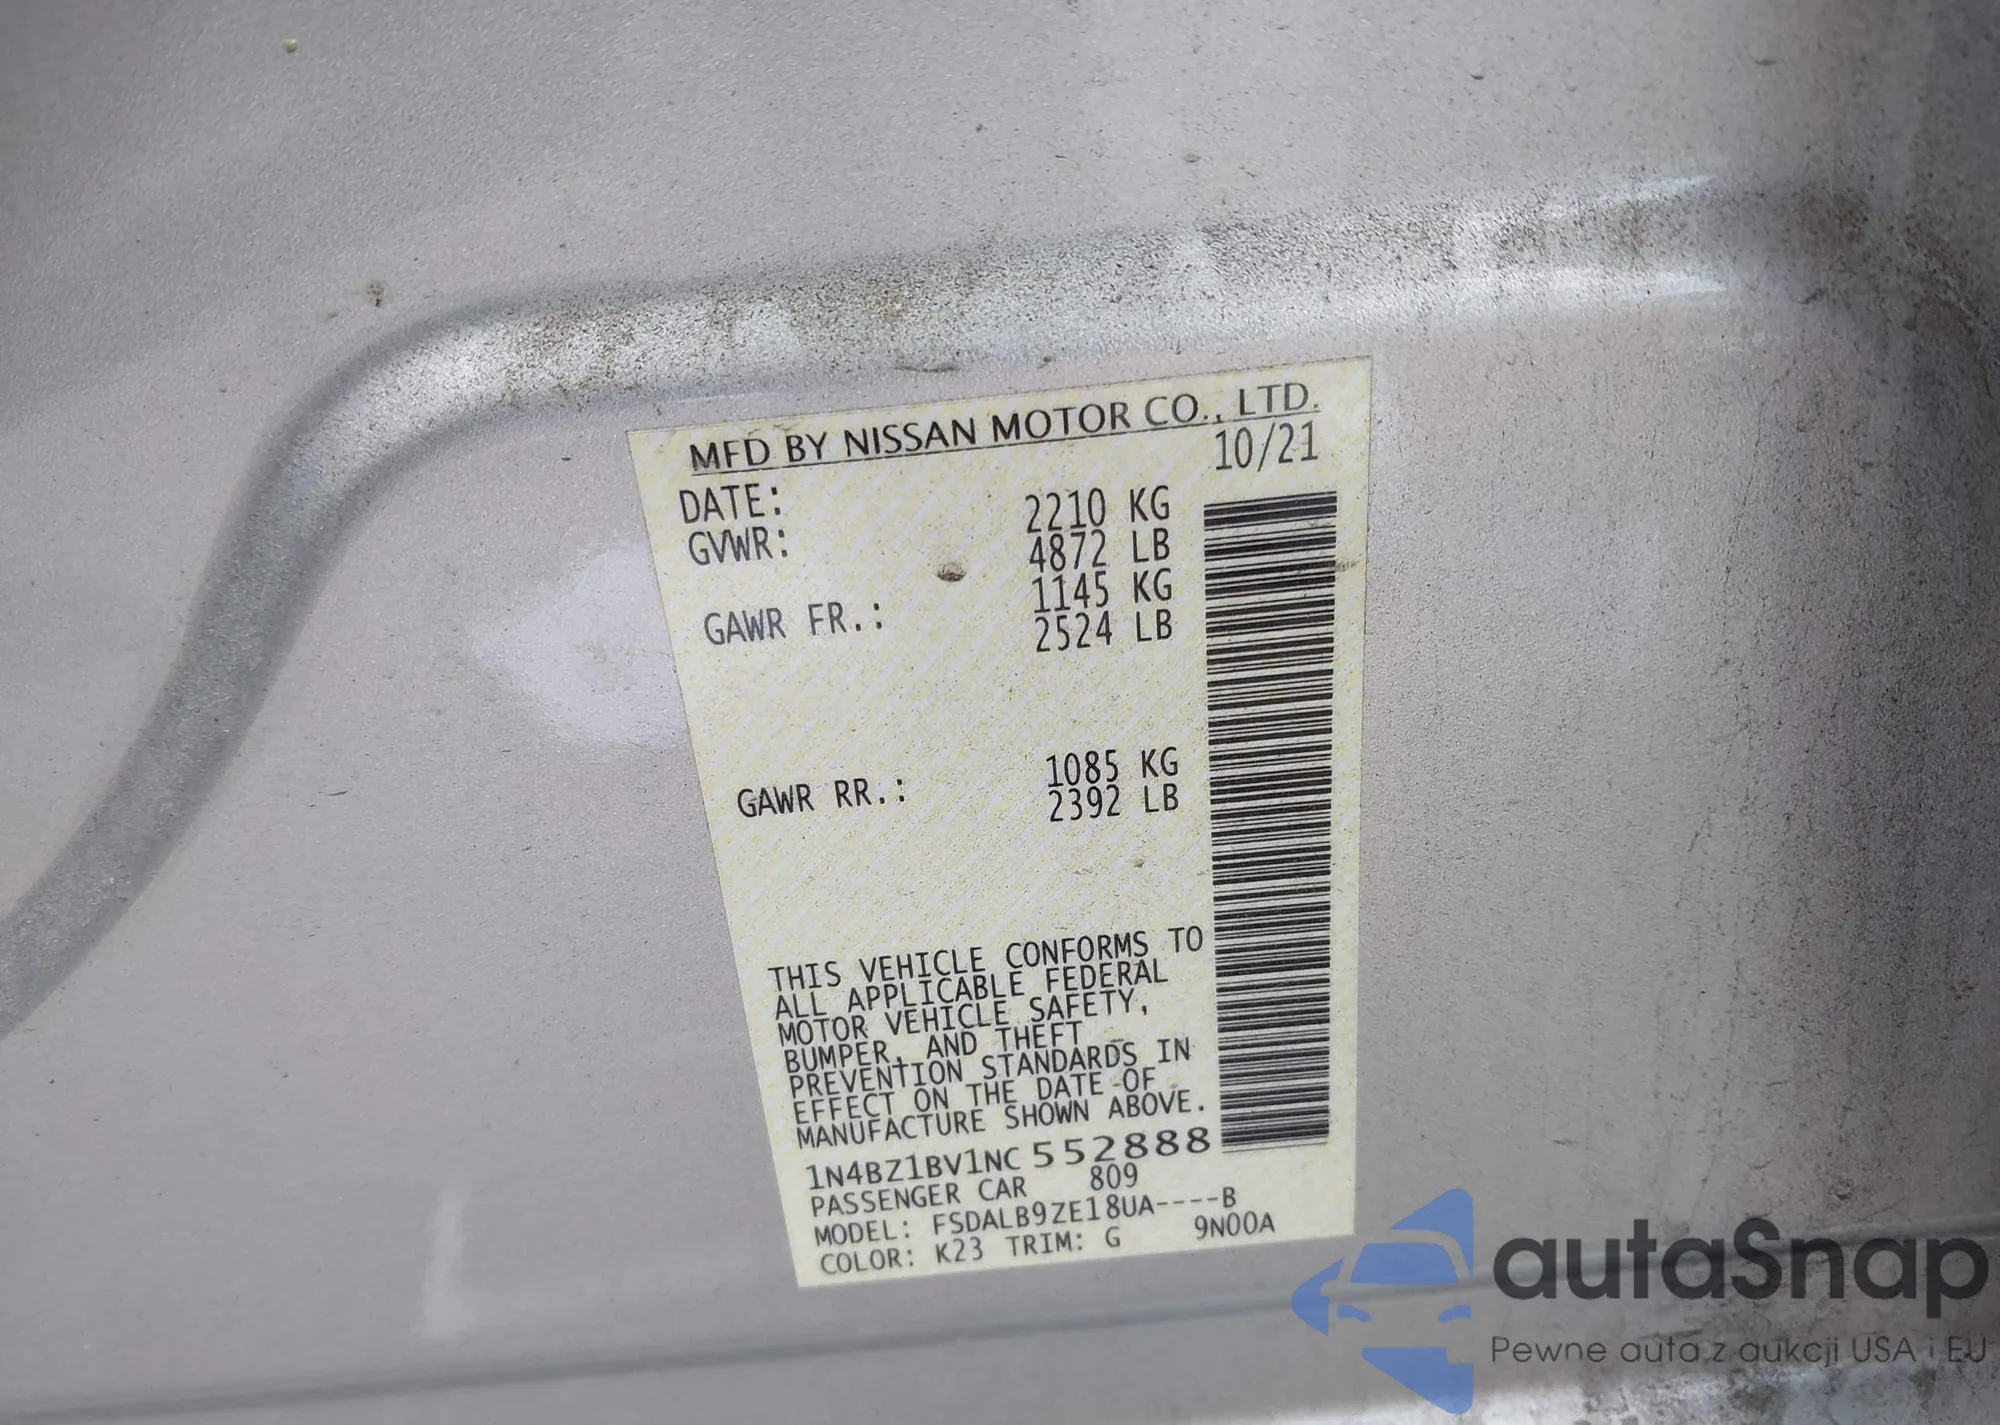 MFD BY NISSAN MOTOR CO., LTD.
DATE: 10/21
GVWR: 2210 KG
4872 LB
GAWR FR.: 1145 KG
2524 LB
GAWR RR.: 1085 KG
2392 LB
THIS VEHICLE CONFORMS TO
ALL APPLICABLE FEDERAL
MOTOR VEHICLE SAFETY,
BUMPER, AND THEFT
PREVENTION STANDARDS IN
EFFECT ON THE DATE OF
MANUFACTURE SHOWN ABOVE.
1N4BZ1BV1NC552888
PASSENGER CAR 809
MODEL: FSDALB9ZE18UA----B
COLOR: K23 TRIM: G 9N00A
autaSnap
Pewne auta z aukcji USA i EU